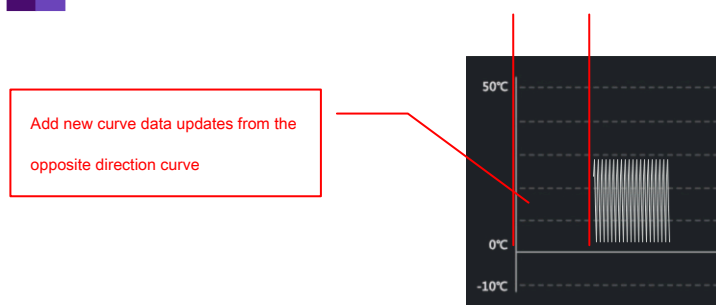 Add new curve data updates from the
opposite direction curve
50℃
0℃
-10℃